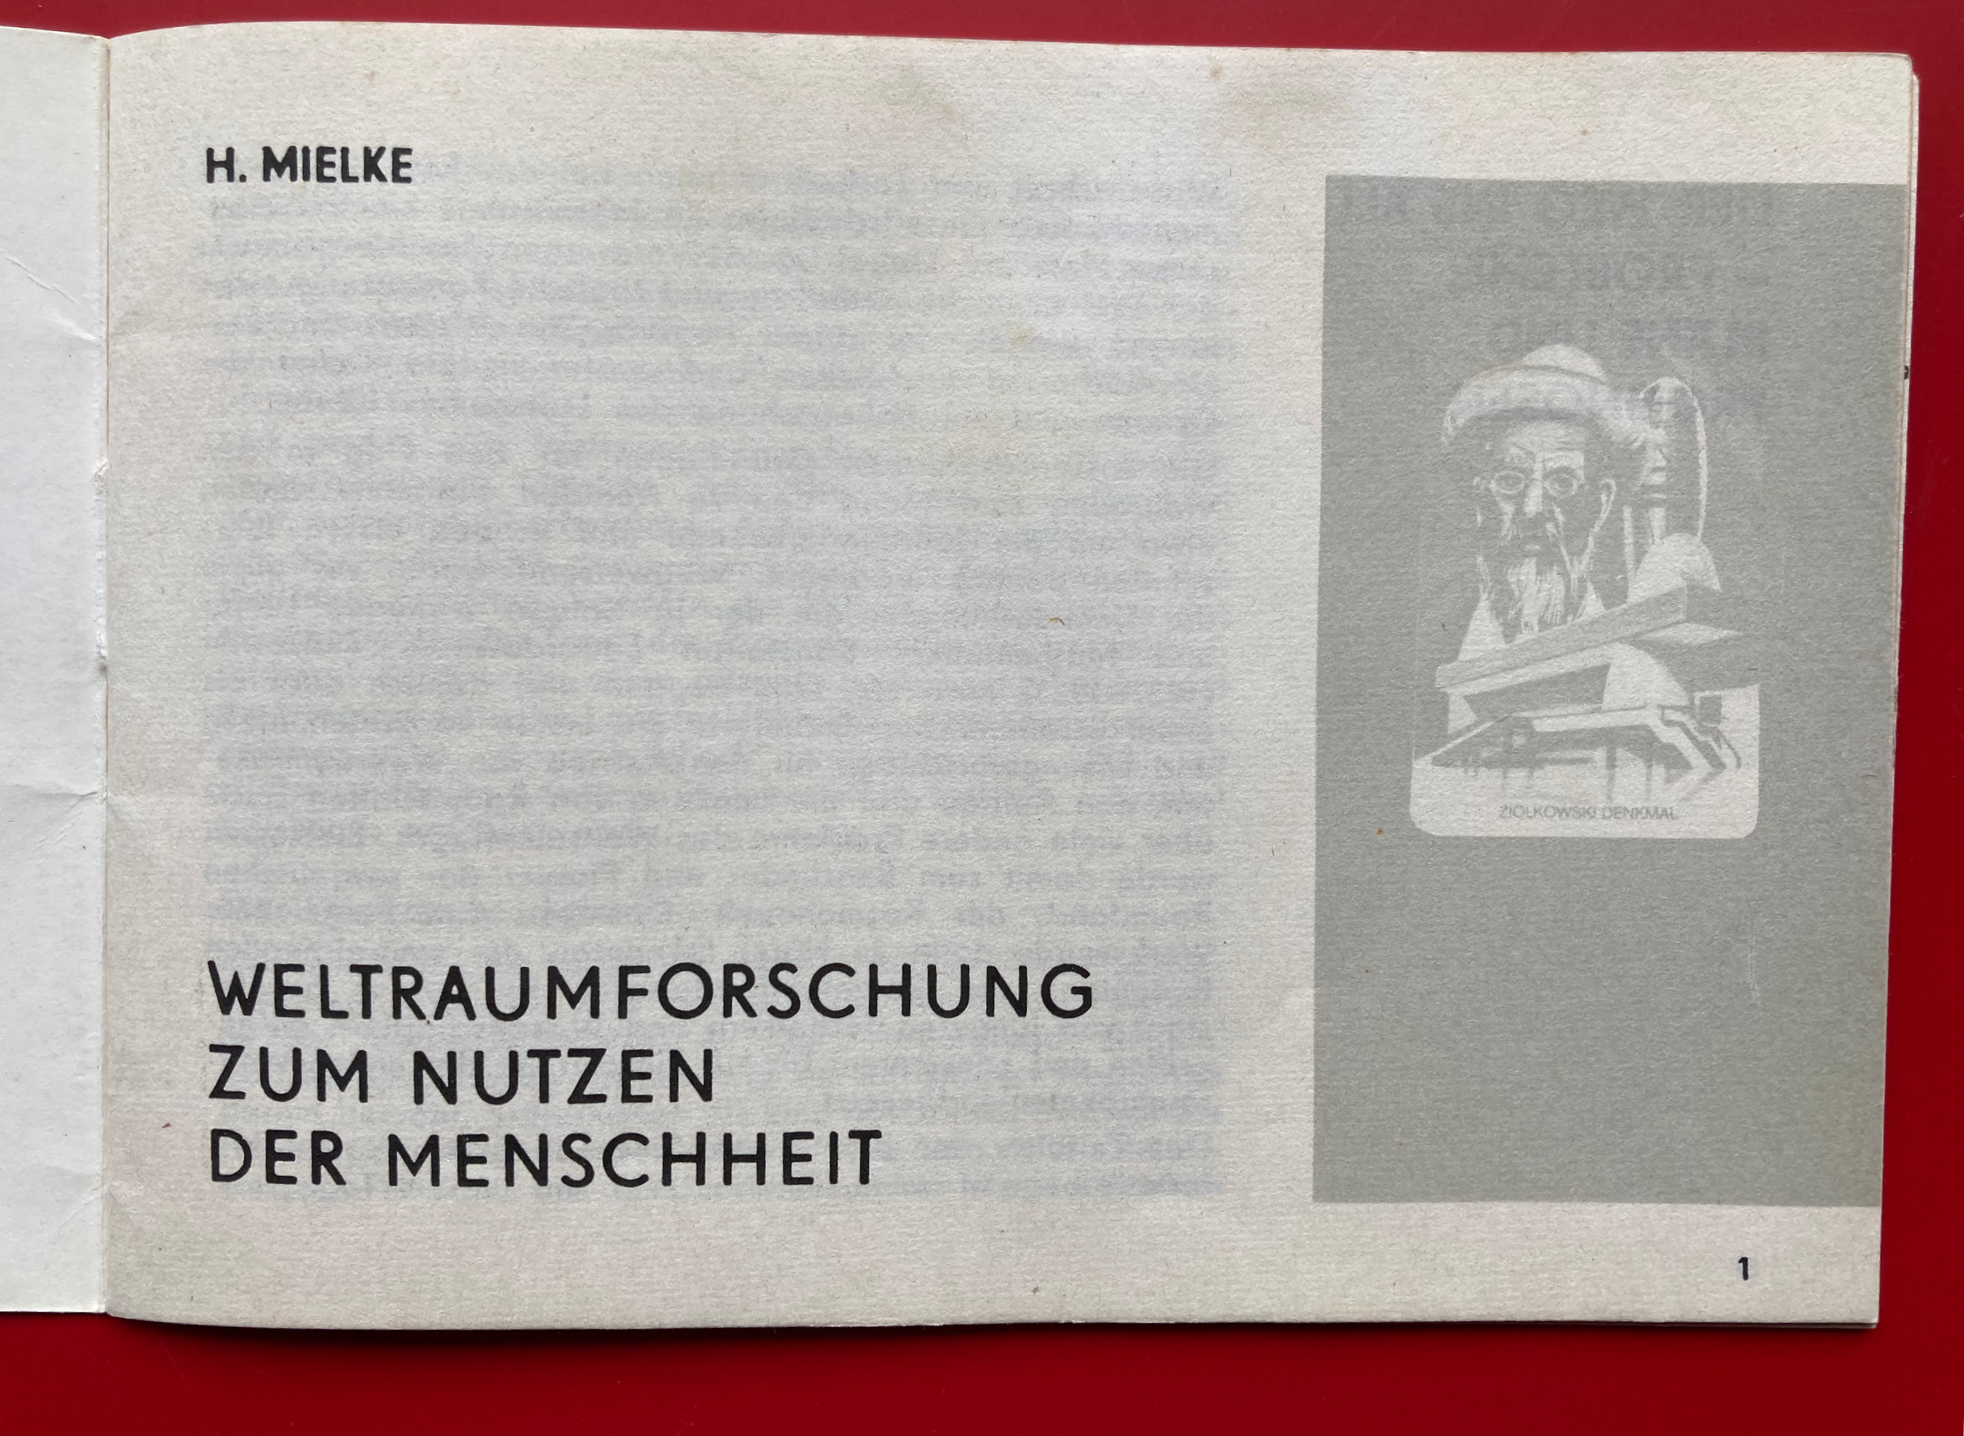 H. MIELKE
WELTRAUMFORSCHUNG
ZUM NUTZEN
DER MENSCHHEIT
ZIOLKOWSKI DENKMAL
1